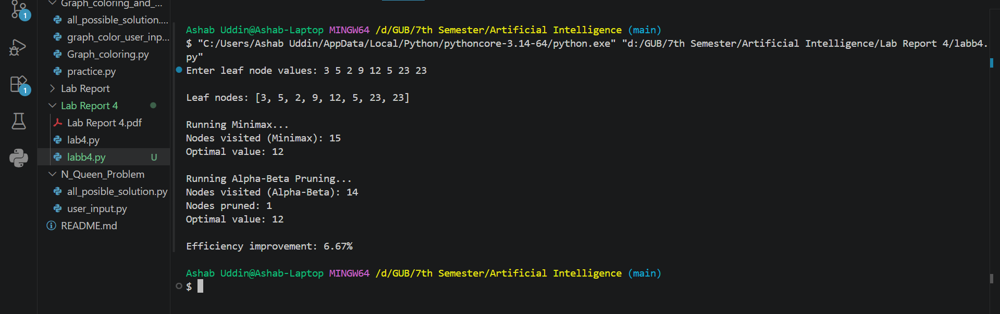 Graph_coloring_and_...
1
all_possible_solution....
graph_color_user_inp...
Graph_coloring.py
practice.py
1
Lab Report
Lab Report 4
Lab Report 4.pdf
lab4.py
labb4.py U
N_Queen_Problem
all_posible_solution.py
user_input.py
README.md
Ashab Uddin@Ashab-Laptop MINGW64 /d/GUB/7th Semester/Artificial Intelligence (main)
$ "C:/Users/Ashab Uddin/AppData/Local/Python/pythoncore-3.14-64/python.exe" "d:/GUB/7th Semester/Artificial Intelligence/Lab Report 4/labb4.
py"
Enter leaf node values: 3 5 2 9 12 5 23 23
Leaf nodes: [3, 5, 2, 9, 12, 5, 23, 23]
Running Minimax...
Nodes visited (Minimax): 15
Optimal value: 12
Running Alpha-Beta Pruning...
Nodes visited (Alpha-Beta): 14
Nodes pruned: 1
Optimal value: 12
Efficiency improvement: 6.67%
Ashab Uddin@Ashab-Laptop MINGW64 /d/GUB/7th Semester/Artificial Intelligence (main)
$